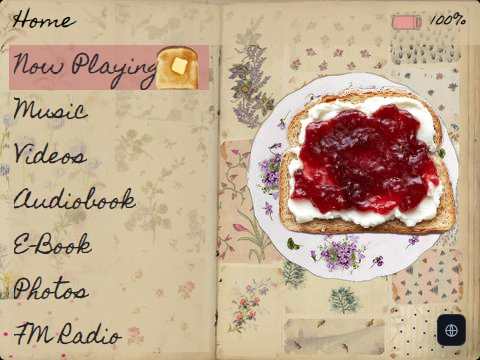 Home
100%
Now Playing
Music
Videos
Audiobook
E-Book
Photos
FM Radio